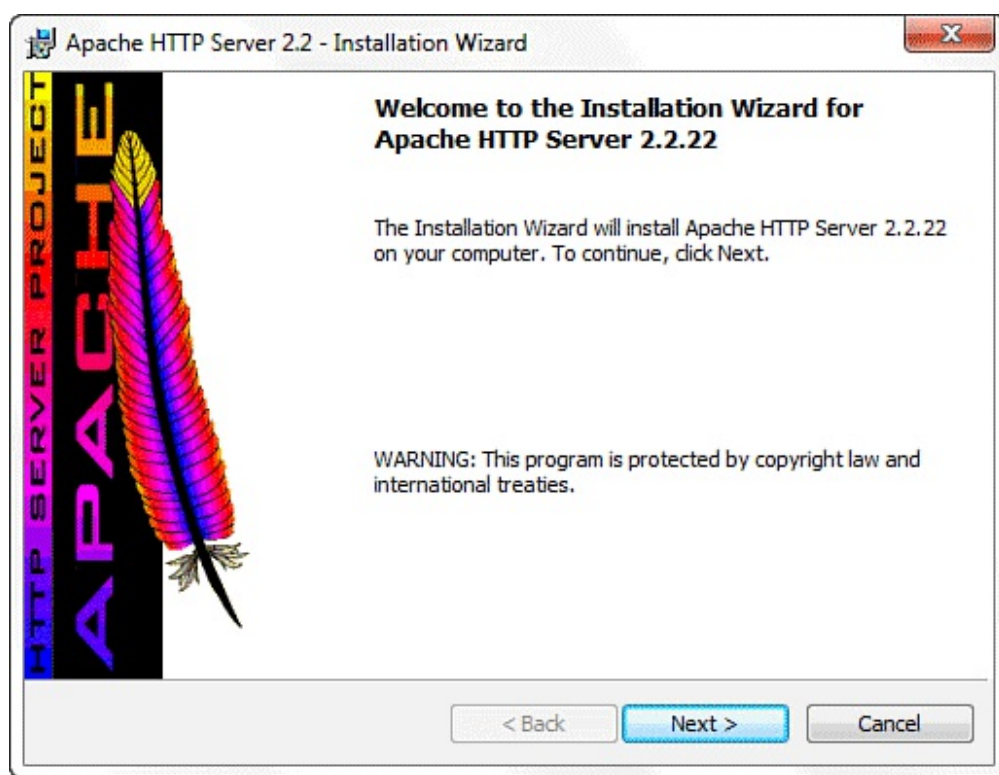 Apache HTTP Server 2.2 - Installation Wizard
HTTP SERVER PROJECT
APACHE
Welcome to the Installation Wizard for
Apache HTTP Server 2.2.22
The Installation Wizard will install Apache HTTP Server 2.2.22
on your computer. To continue, click Next.
WARNING: This program is protected by copyright law and
international treaties.
< Back
Next >
Cancel